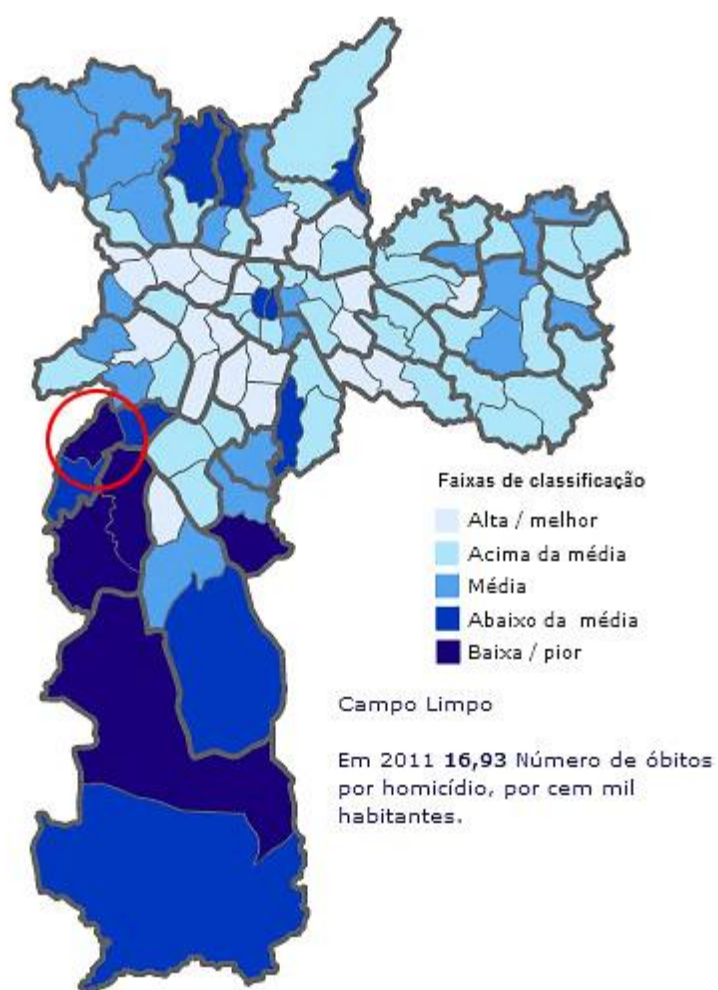 Faixas de classificação
Alta / melhor
Acima da média
Média
Abaixo da média
Baixa / pior
Campo Limpo
Em 2011 16,93 Número de óbitos
por homicídio, por cem mil
habitantes.